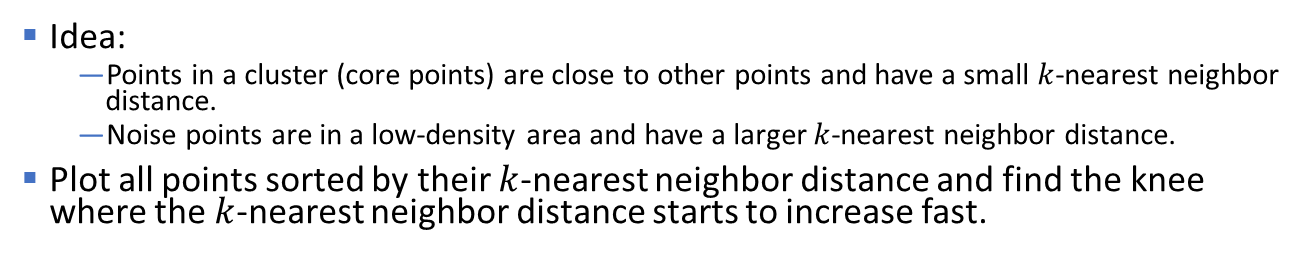 ▪ Idea:
—Points in a cluster (core points) are close to other points and have a small k-nearest neighbor
distance.
—Noise points are in a low-density area and have a larger k-nearest neighbor distance.
▪ Plot all points sorted by their k-nearest neighbor distance and find the knee
where the k-nearest neighbor distance starts to increase fast.